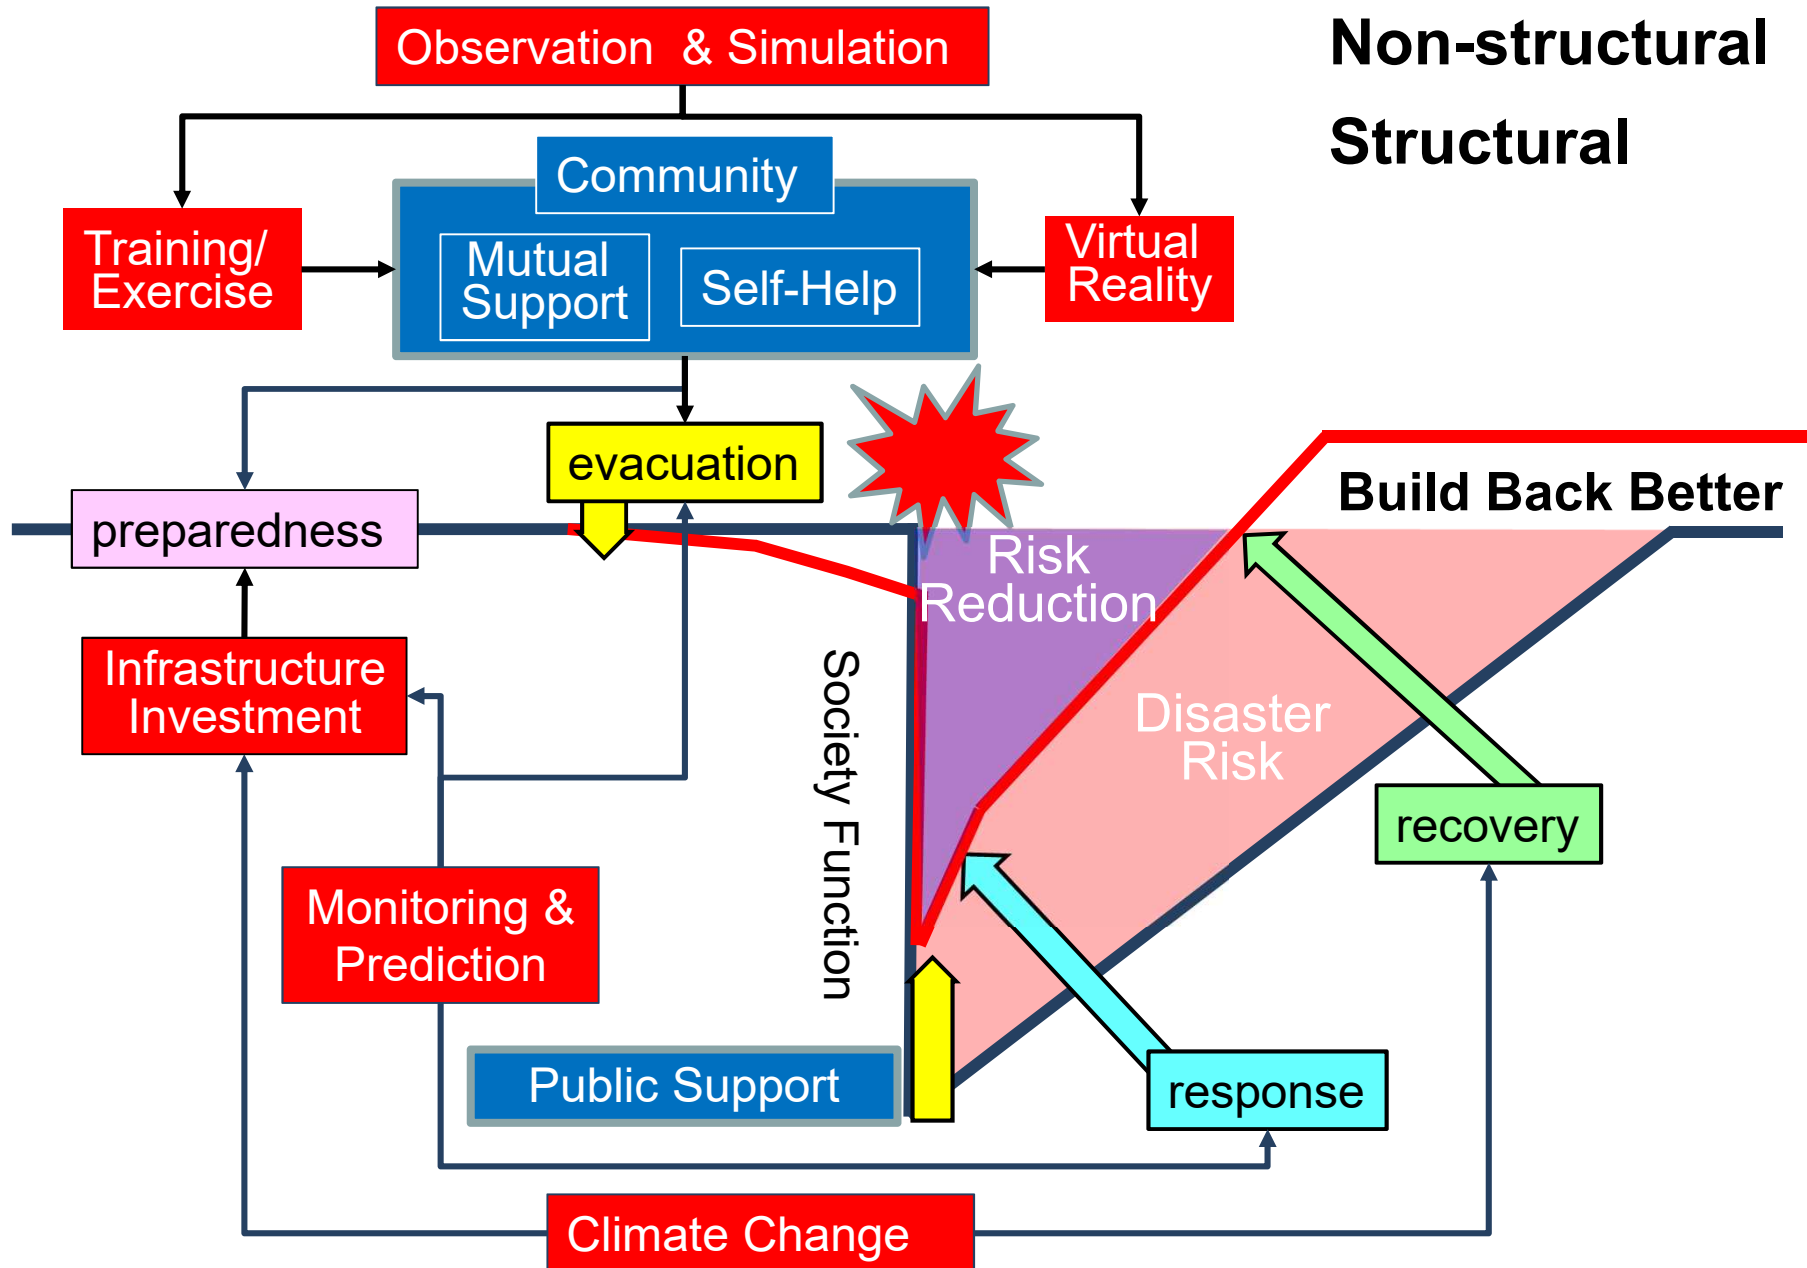 Observation & Simulation
Non-structural
Structural
Community
Mutual
Support
Self-Help
Training/
Exercise
Virtual
Reality
evacuation
preparedness
Build Back Better
Risk
Reduction
Infrastructure
Investment
Society Function
Disaster
Risk
recovery
Monitoring &
Prediction
Public Support
response
Climate Change